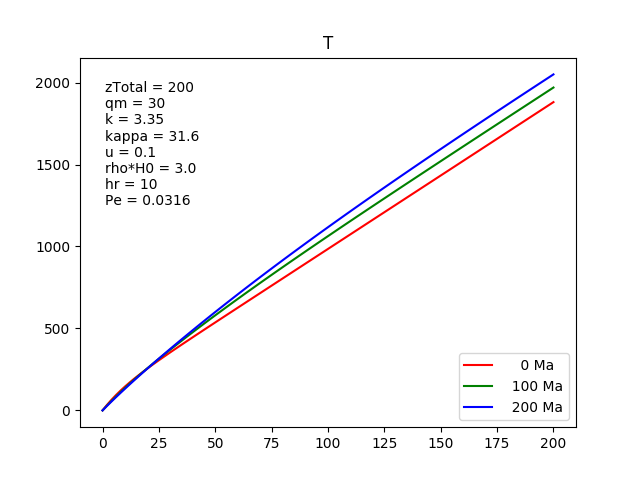 T
zTotal = 200
qm = 30
k = 3.35
kappa = 31.6
u = 0.1
rho*H0 = 3.0
hr = 10
Pe = 0.0316
2000
1500
1000
500
0
0 Ma
100 Ma
200 Ma
0 25 50 75 100 125 150 175 200